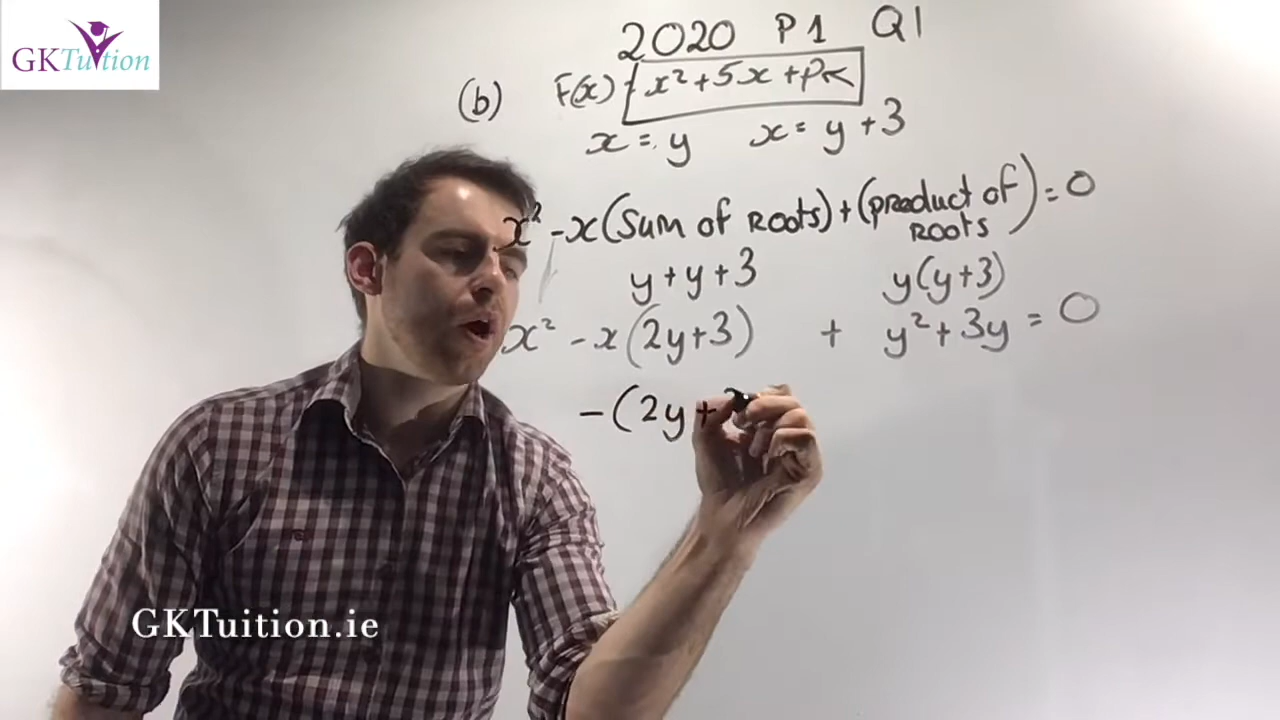 GKTuition
2020 P1 Q1
(b) F(x) = x² + 5x + p
x = y x = y + 3
x² - x (Sum of Roots) + (product of Roots) = 0
y + y + 3 y(y+3)
x² - x (2y+3) + y² + 3y = 0
- (2y +
GKTuition.ie